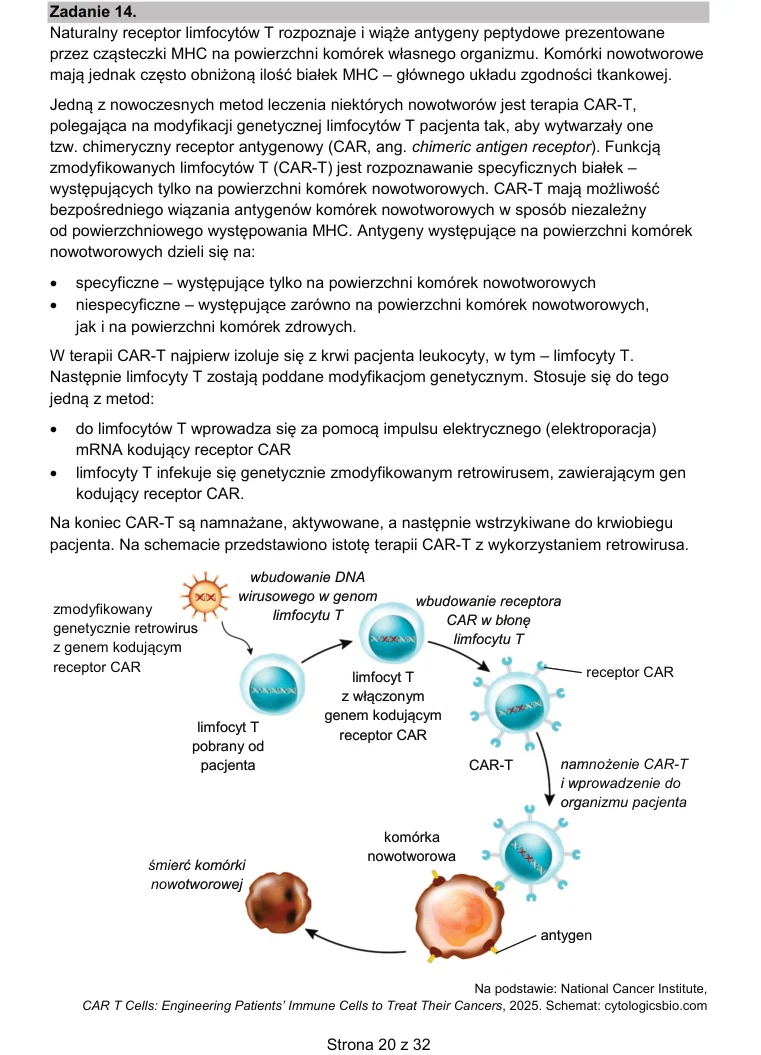 Zadanie 14.
Naturalny receptor limfocytów T rozpoznaje i wiąże antygeny peptydowe prezentowane
przez cząsteczki MHC na powierzchni komórek własnego organizmu. Komórki nowotworowe
mają jednak często obniżoną ilość białek MHC – głównego układu zgodności tkankowej.
Jedną z nowoczesnych metod leczenia niektórych nowotworów jest terapia CAR-T,
polegająca na modyfikacji genetycznej limfocytów T pacjenta tak, aby wytwarzały one
tzw. chimeryczny receptor antygenowy (CAR, ang. chimeric antigen receptor). Funkcją
zmodyfikowanych limfocytów T (CAR-T) jest rozpoznawanie specyficznych białek –
występujących tylko na powierzchni komórek nowotworowych. CAR-T mają możliwość
bezpośredniego wiązania antygenów komórek nowotworowych w sposób niezależny
od powierzchniowego występowania MHC. Antygeny występujące na powierzchni komórek
nowotworowych dzieli się na:
• specyficzne – występujące tylko na powierzchni komórek nowotworowych
• niespecyficzne – występujące zarówno na powierzchni komórek nowotworowych,
jak i na powierzchni komórek zdrowych.
W terapii CAR-T najpierw izoluje się z krwi pacjenta leukocyty, w tym – limfocyty T.
Następnie limfocyty T zostają poddane modyfikacjom genetycznym. Stosuje się do tego
jedną z metod:
• do limfocytów T wprowadza się za pomocą impulsu elektrycznego (elektroporacja)
mRNA kodujący receptor CAR
• limfocyty T infekuje się genetycznie zmodyfikowanym retrowirusem, zawierającym gen
kodujący receptor CAR.
Na koniec CAR-T są namnażane, aktywowane, a następnie wstrzykiwane do krwiobiegu
pacjenta. Na schemacie przedstawiono istotę terapii CAR-T z wykorzystaniem retrowirusa.
zmodyfikowany
genetycznie retrowirus
z genem kodującym
receptor CAR
wbudowanie DNA
wirusowego w genom
limfocytu T
wbudowanie receptora
CAR w błonę
limfocytu T
receptor CAR
limfocyt T
pobrany od
pacjenta
limfocyt T
z włączonym
genem kodującym
receptor CAR
CAR-T
namnożenie CAR-T
i wprowadzenie do
organizmu pacjenta
komórka
nowotworowa
śmierć komórki
nowotworowej
antygen
Na podstawie: National Cancer Institute,
CAR T Cells: Engineering Patients’ Immune Cells to Treat Their Cancers, 2025. Schemat: cytologicsbio.com
Strona 20 z 32